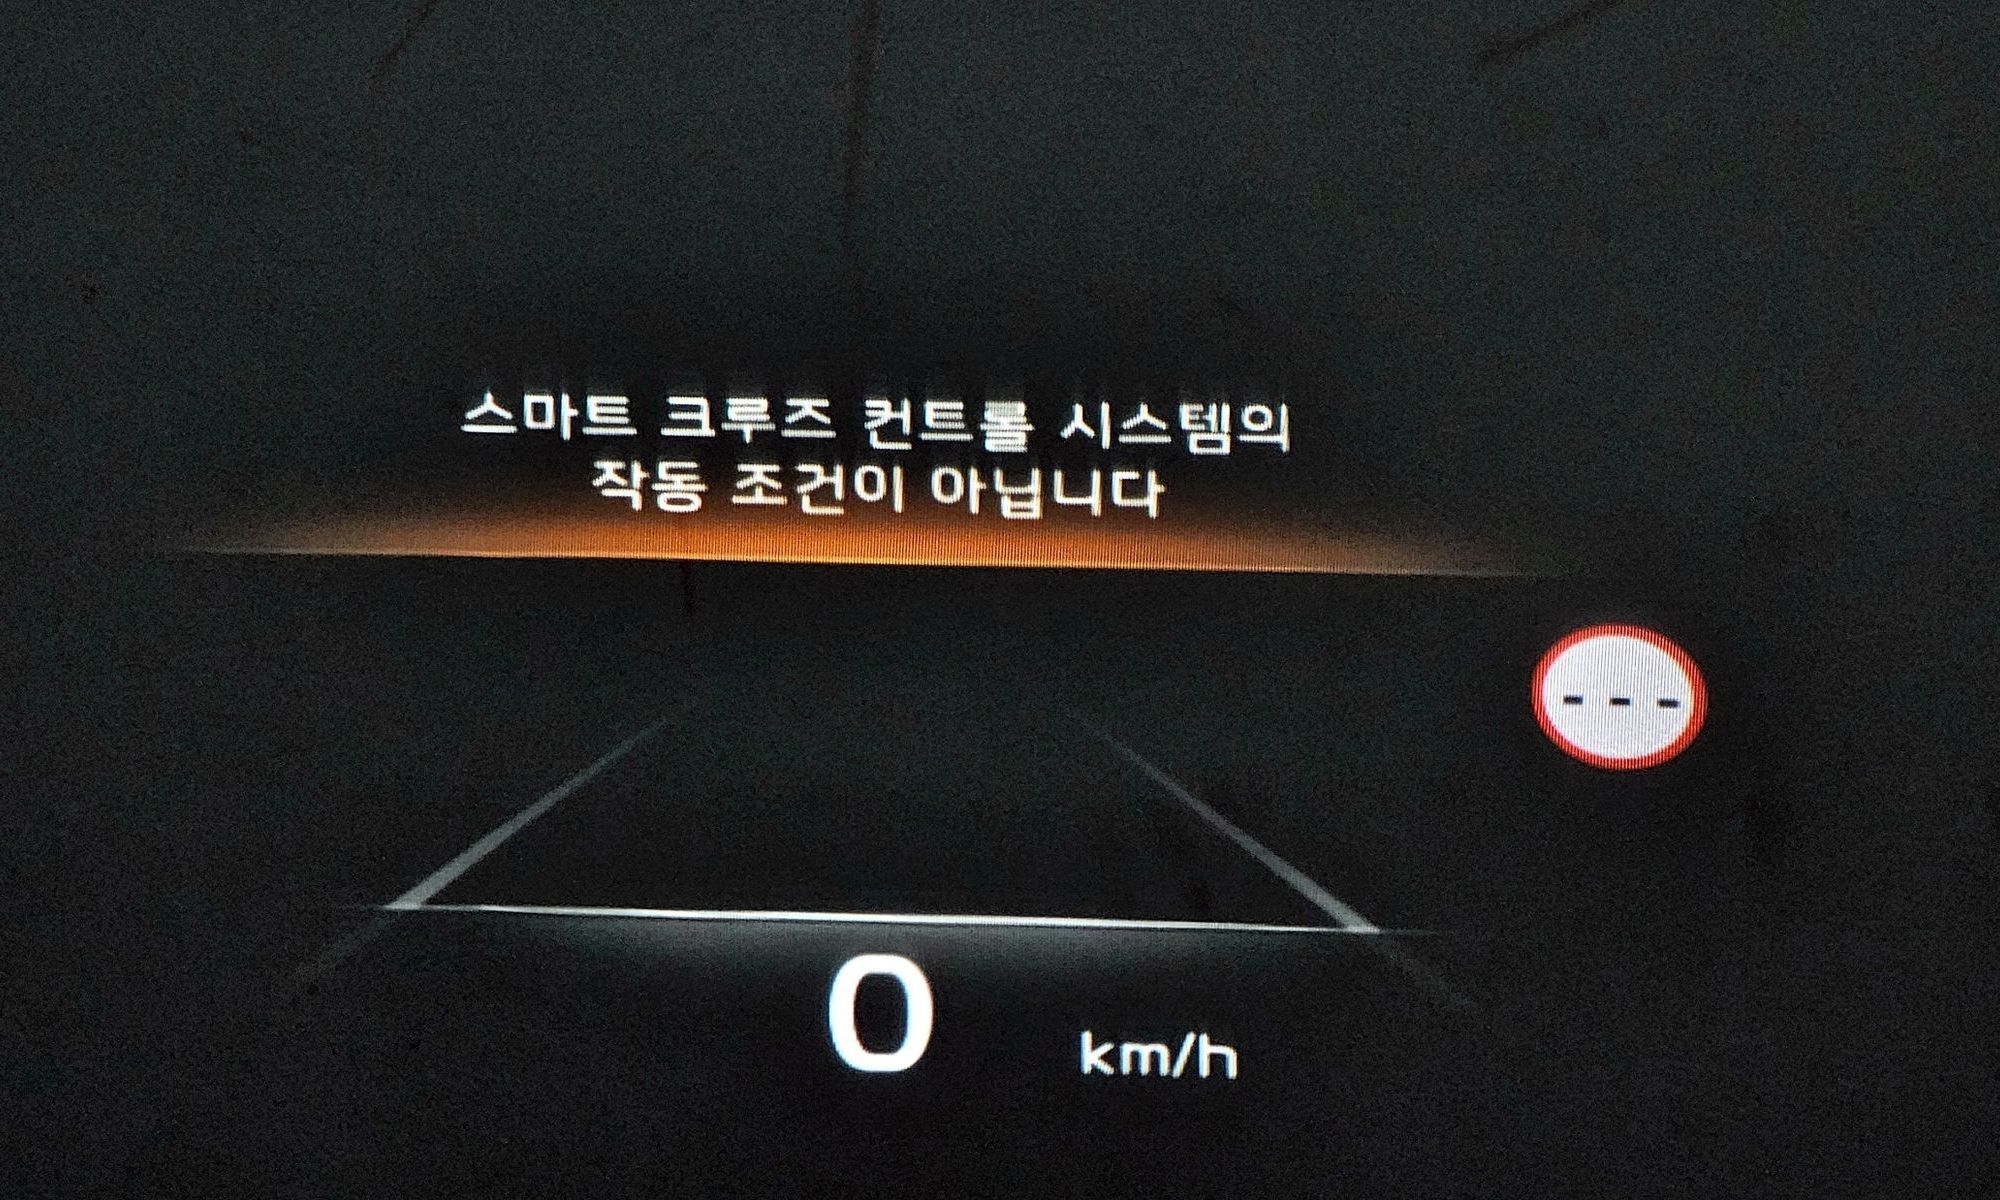 스마트 크루즈 컨트롤 시스템의
작동 조건이 아닙니다
---
0 km/h